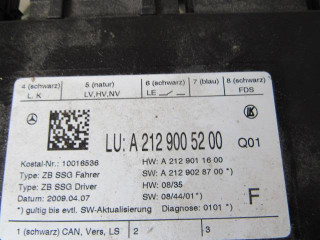 4 (schwarz) 5 (natur) 6 (schwarz) 7 (blau) 8 (schwarz)
L, K LV,HV,NV LE FDS
LU: A 212 900 52 00 Q01
Kostal-Nr.: 10016536 HW: A 212 901 16 00
Type: ZB SSG Fahrer SW: A 212 902 87 00 *)
Type: ZB SSG Driver HW: 08/35
Datum: 2009.04.07 SW: 08/44/01*) F
*) gultig bis evtl. SW-Aktualisierung Diagnose: 0101 *)
1 (schwarz) CAN, Vers, LS 2 3